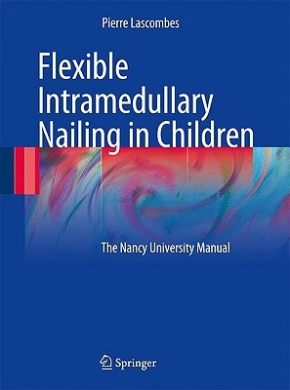 Pierre Lascombes
Flexible
Intramedullary
Nailing in Children
The Nancy University Manual
Springer